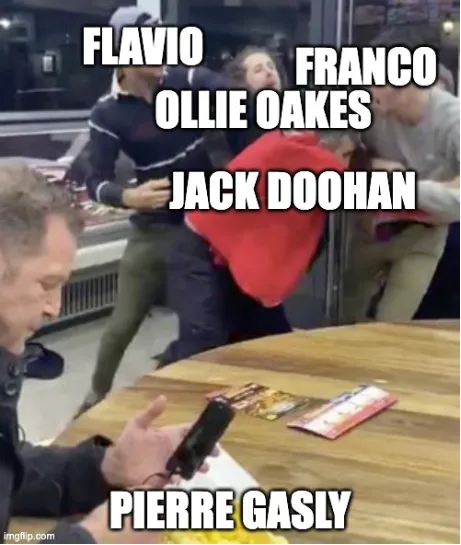 FLAVIO
FRANCO
OLLIE OAKES
JACK DOOHAN
PIERRE GASLY
imgflip.com